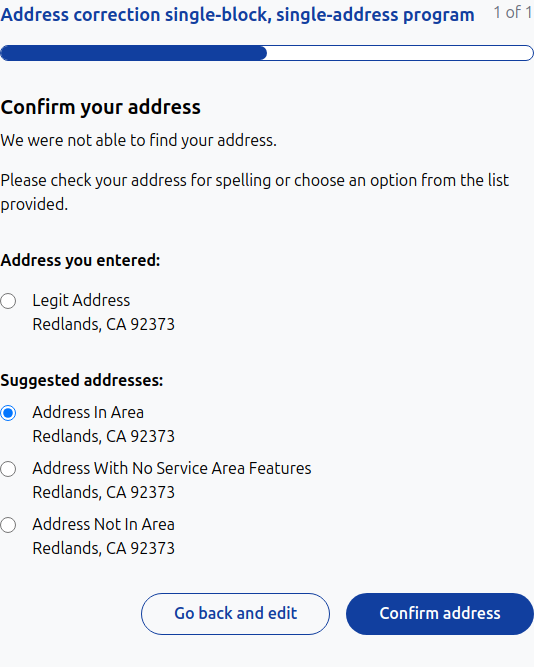 Address correction single-block, single-address program
1 of 1
Confirm your address
We were not able to find your address.
Please check your address for spelling or choose an option from the list
provided.
Address you entered:
Legit Address
Redlands, CA 92373
Suggested addresses:
Address In Area
Redlands, CA 92373
Address With No Service Area Features
Redlands, CA 92373
Address Not In Area
Redlands, CA 92373
Go back and edit
Confirm address